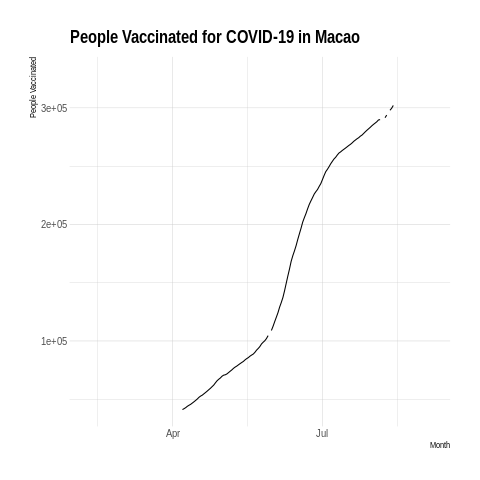 People Vaccinated for COVID-19 in Macao
People Vaccinated
3e+05
2e+05
1e+05
Apr
Jul
Month